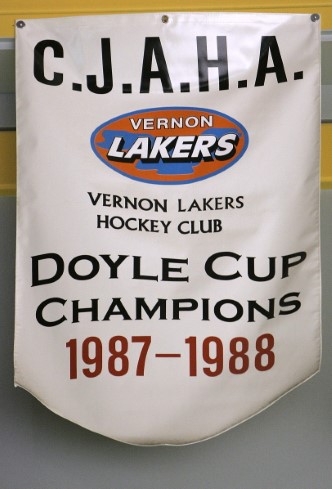 C.J.A.H.A.
VERNON
LAKERS
VERNON LAKERS
HOCKEY CLUB
DOYLE CUP
CHAMPIONS
1987-1988